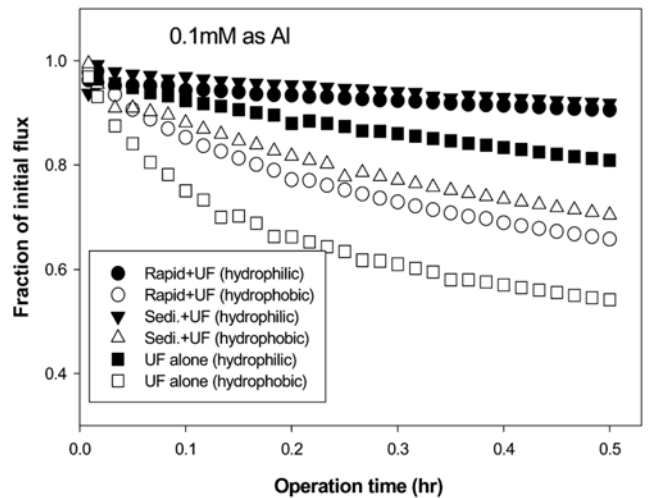 0.1mM as Al
Fraction of initial flux
1.0
0.8
0.6
0.4
Rapid+UF (hydrophilic)
Rapid+UF (hydrophobic)
Sedi.+UF (hydrophilic)
Sedi.+UF (hydrophobic)
UF alone (hydrophilic)
UF alone (hydrophobic)
0.0 0.1 0.2 0.3 0.4 0.5
Operation time (hr)